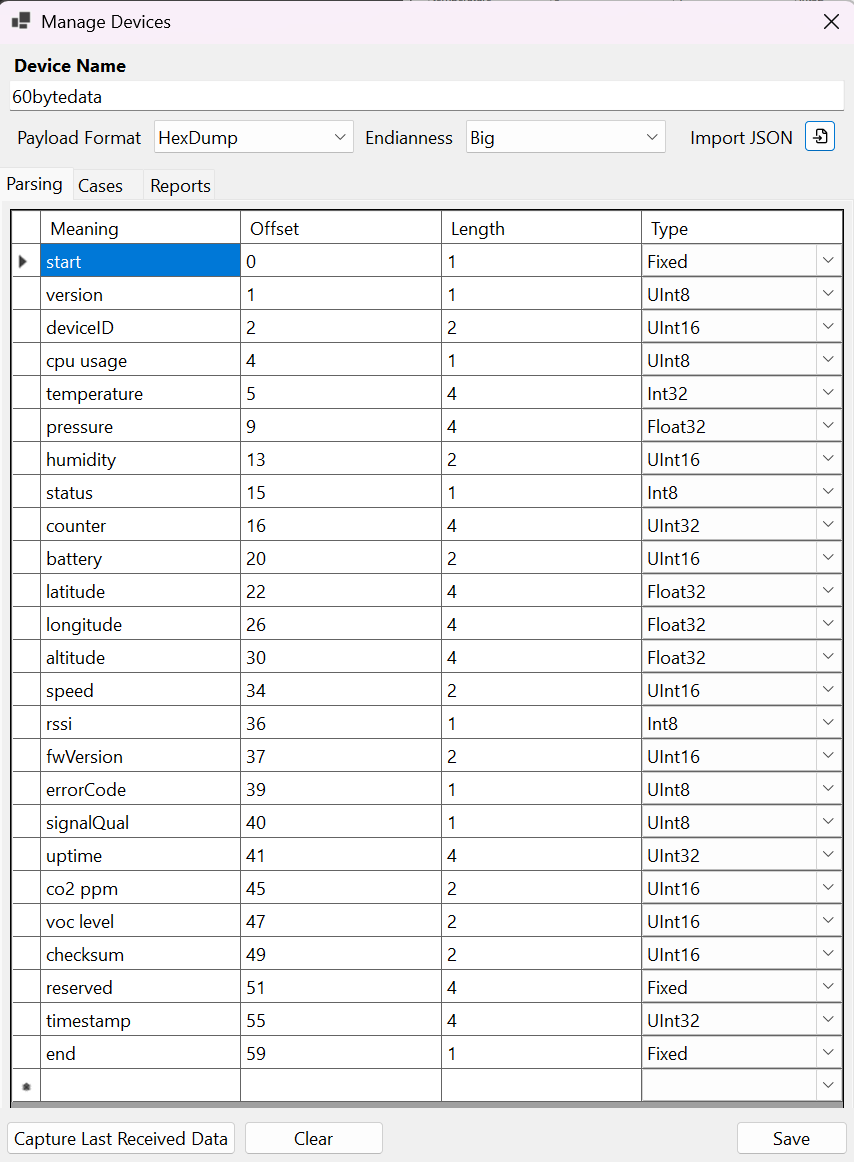 Manage Devices
Device Name
60bytedata
Payload Format HexDump Endianness Big Import JSON
Parsing Cases Reports
Meaning Offset Length Type
start 0 1 Fixed
version 1 1 UInt8
deviceID 2 2 UInt16
cpu usage 4 1 UInt8
temperature 5 4 Int32
pressure 9 4 Float32
humidity 13 2 UInt16
status 15 1 Int8
counter 16 4 UInt32
battery 20 2 UInt16
latitude 22 4 Float32
longitude 26 4 Float32
altitude 30 4 Float32
speed 34 2 UInt16
rssi 36 1 Int8
fwVersion 37 2 UInt16
errorCode 39 1 UInt8
signalQual 40 1 UInt8
uptime 41 4 UInt32
co2 ppm 45 2 UInt16
voc level 47 2 UInt16
checksum 49 2 UInt16
reserved 51 4 Fixed
timestamp 55 4 UInt32
end 59 1 Fixed
Capture Last Received Data Clear Save